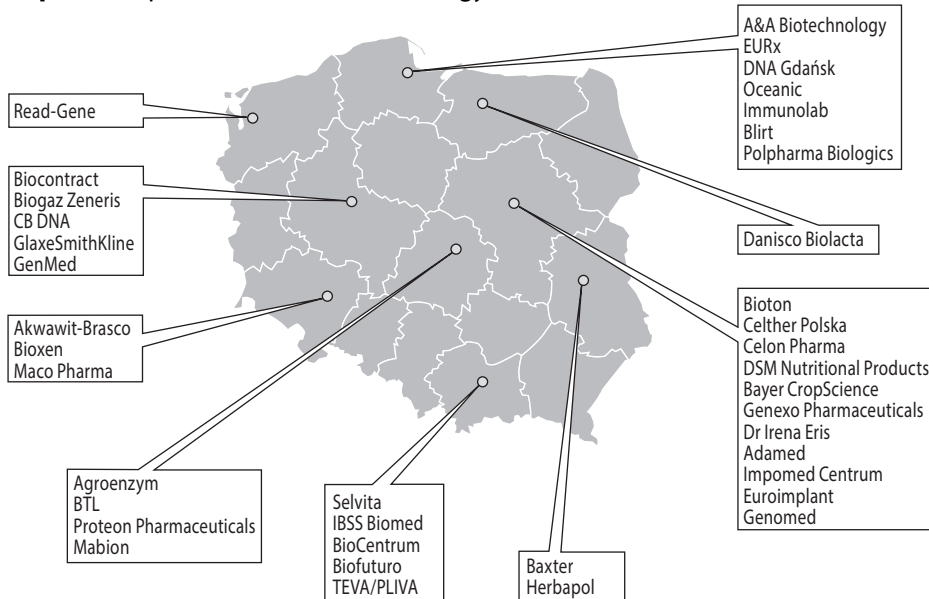 A&A Biotechnology
EURx
DNA Gdańsk
Oceanic
Immunolab
Blirt
Polpharma Biologics
Read-Gene
Biocontract
Biogaz Zeneris
CB DNA
GlaxeSmithKline
GenMed
Danisco Biolacta
Akwawit-Brasco
Bioxen
Maco Pharma
Bioton
Celther Polska
Celon Pharma
DSM Nutritional Products
Bayer CropScience
Genexo Pharmaceuticals
Dr Irena Eris
Adamed
Impomed Centrum
Euroimplant
Genomed
Agroenzym
BTL
Proteon Pharmaceuticals
Mabion
Selvita
IBSS Biomed
BioCentrum
Biofuturo
TEVA/PLIVA
Baxter
Herbapol